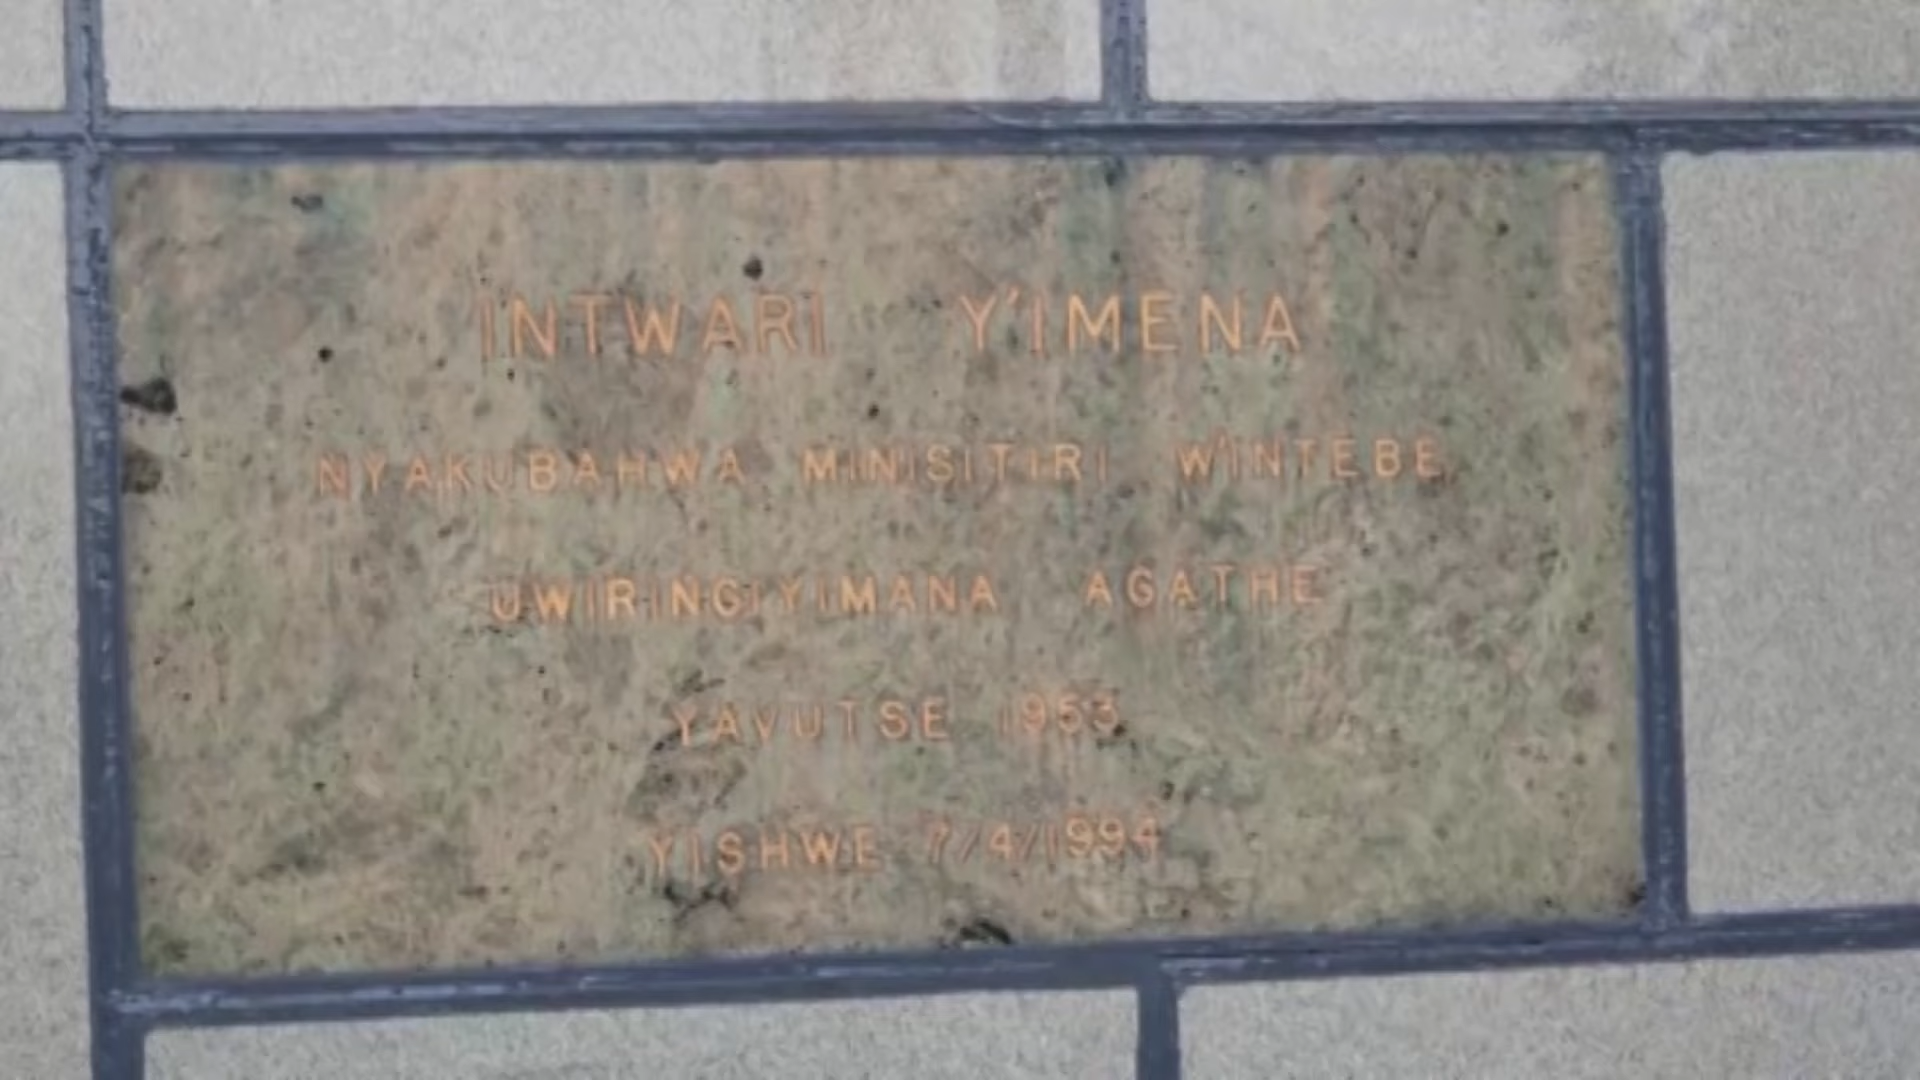 INTWARI Y'IMENA
NYAKUBAHWA MINISITIRI W'INTEBE
UWIRINGIYIMANA AGATHE
YAVUTSE 1953
YISHWE 7/4/1994